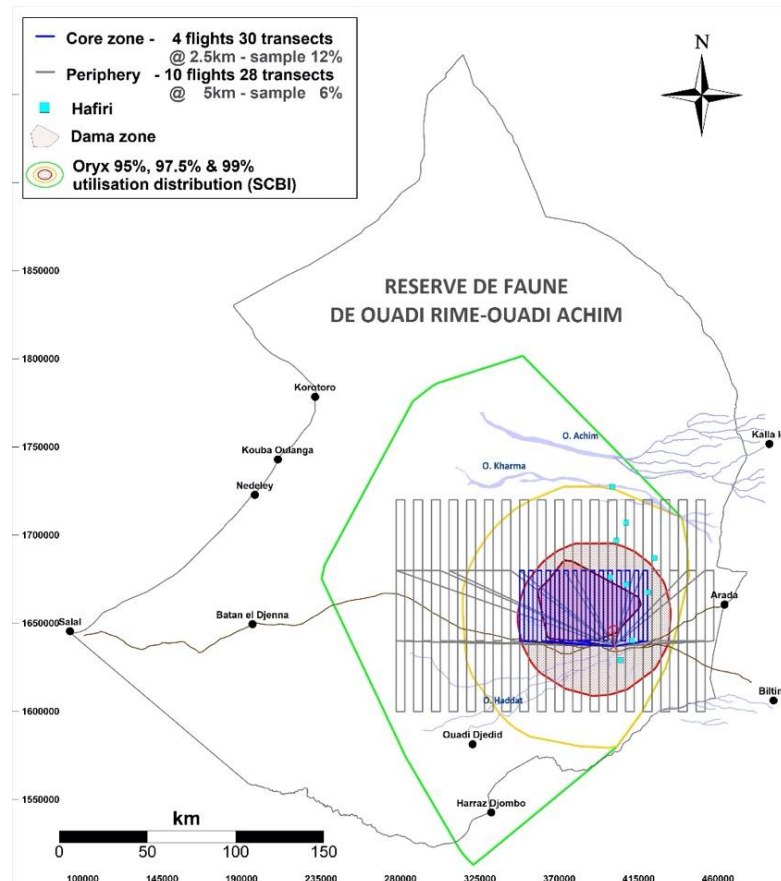 Core zone - 4 flights 30 transects
@ 2.5km - sample 12%
Periphery - 10 flights 28 transects
@ 5km - sample 6%
Hafiri
Dama zone
Oryx 95%, 97.5% & 99%
utilisation distribution (SCBI)
N
1850000
RESERVE DE FAUNE
DE OUADI RIME-OUADI ACHIM
1800000
Korotoro
O. Achim
Kalla
1750000
Kouba Oulanga
O. Kharma
Nedeley
1700000
Arada
1650000
Salal
Batan el Djenna
Biltin
O. Haddat
1600000
Ouadi Djedid
1550000
Harraz Djombo
km
0 50 100 150
100000 145000 190000 235000 280000 325000 370000 415000 460000